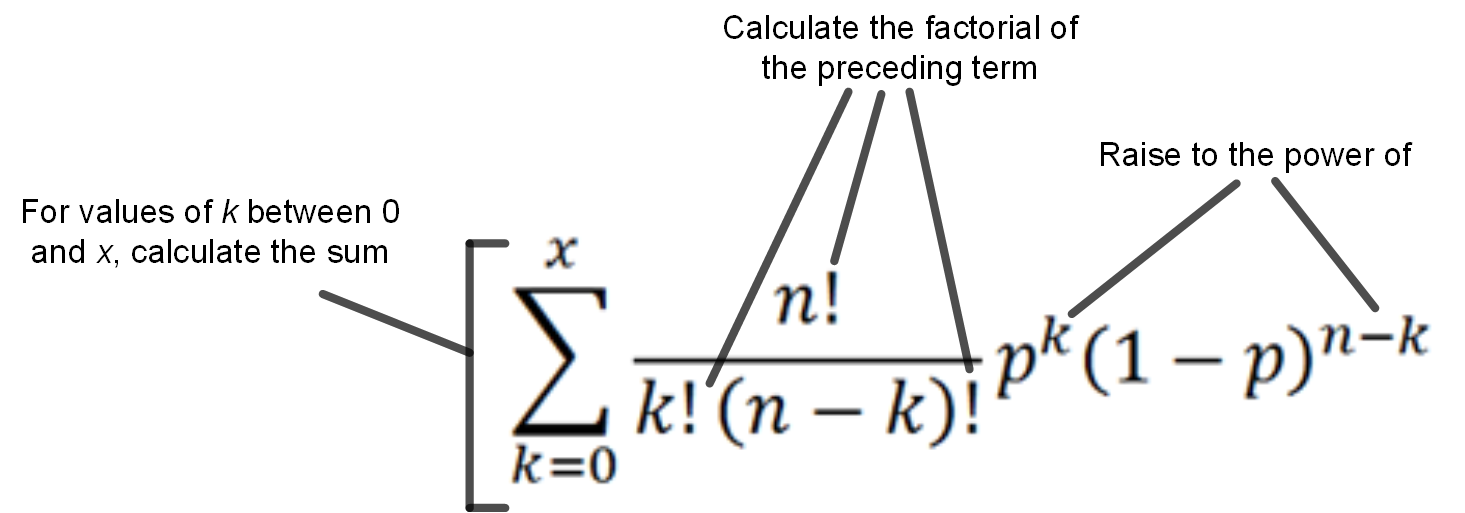 Calculate the factorial of
the preceding term
Raise to the power of
For values of k between 0
and x, calculate the sum
x
∑
k=0
n!
k!(n − k)!
p^k(1 − p)^{n−k}